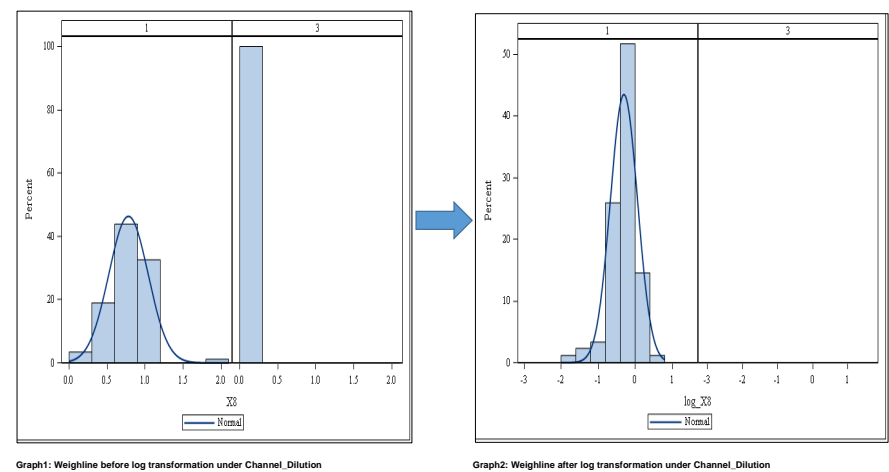 1 3
100
80
60
40
20
0
Percent
0.0 0.5 1.0 1.5 2.0 0.0 0.5 1.0 1.5 2.0
X8
Normal
Graph1: Weighline before log transformation under Channel_Dilution
1 3
50
40
30
20
10
0
Percent
-3 -2 -1 0 1 -3 -2 -1 0 1
log_X8
Normal
Graph2: Weighline after log transformation under Channel_Dilution